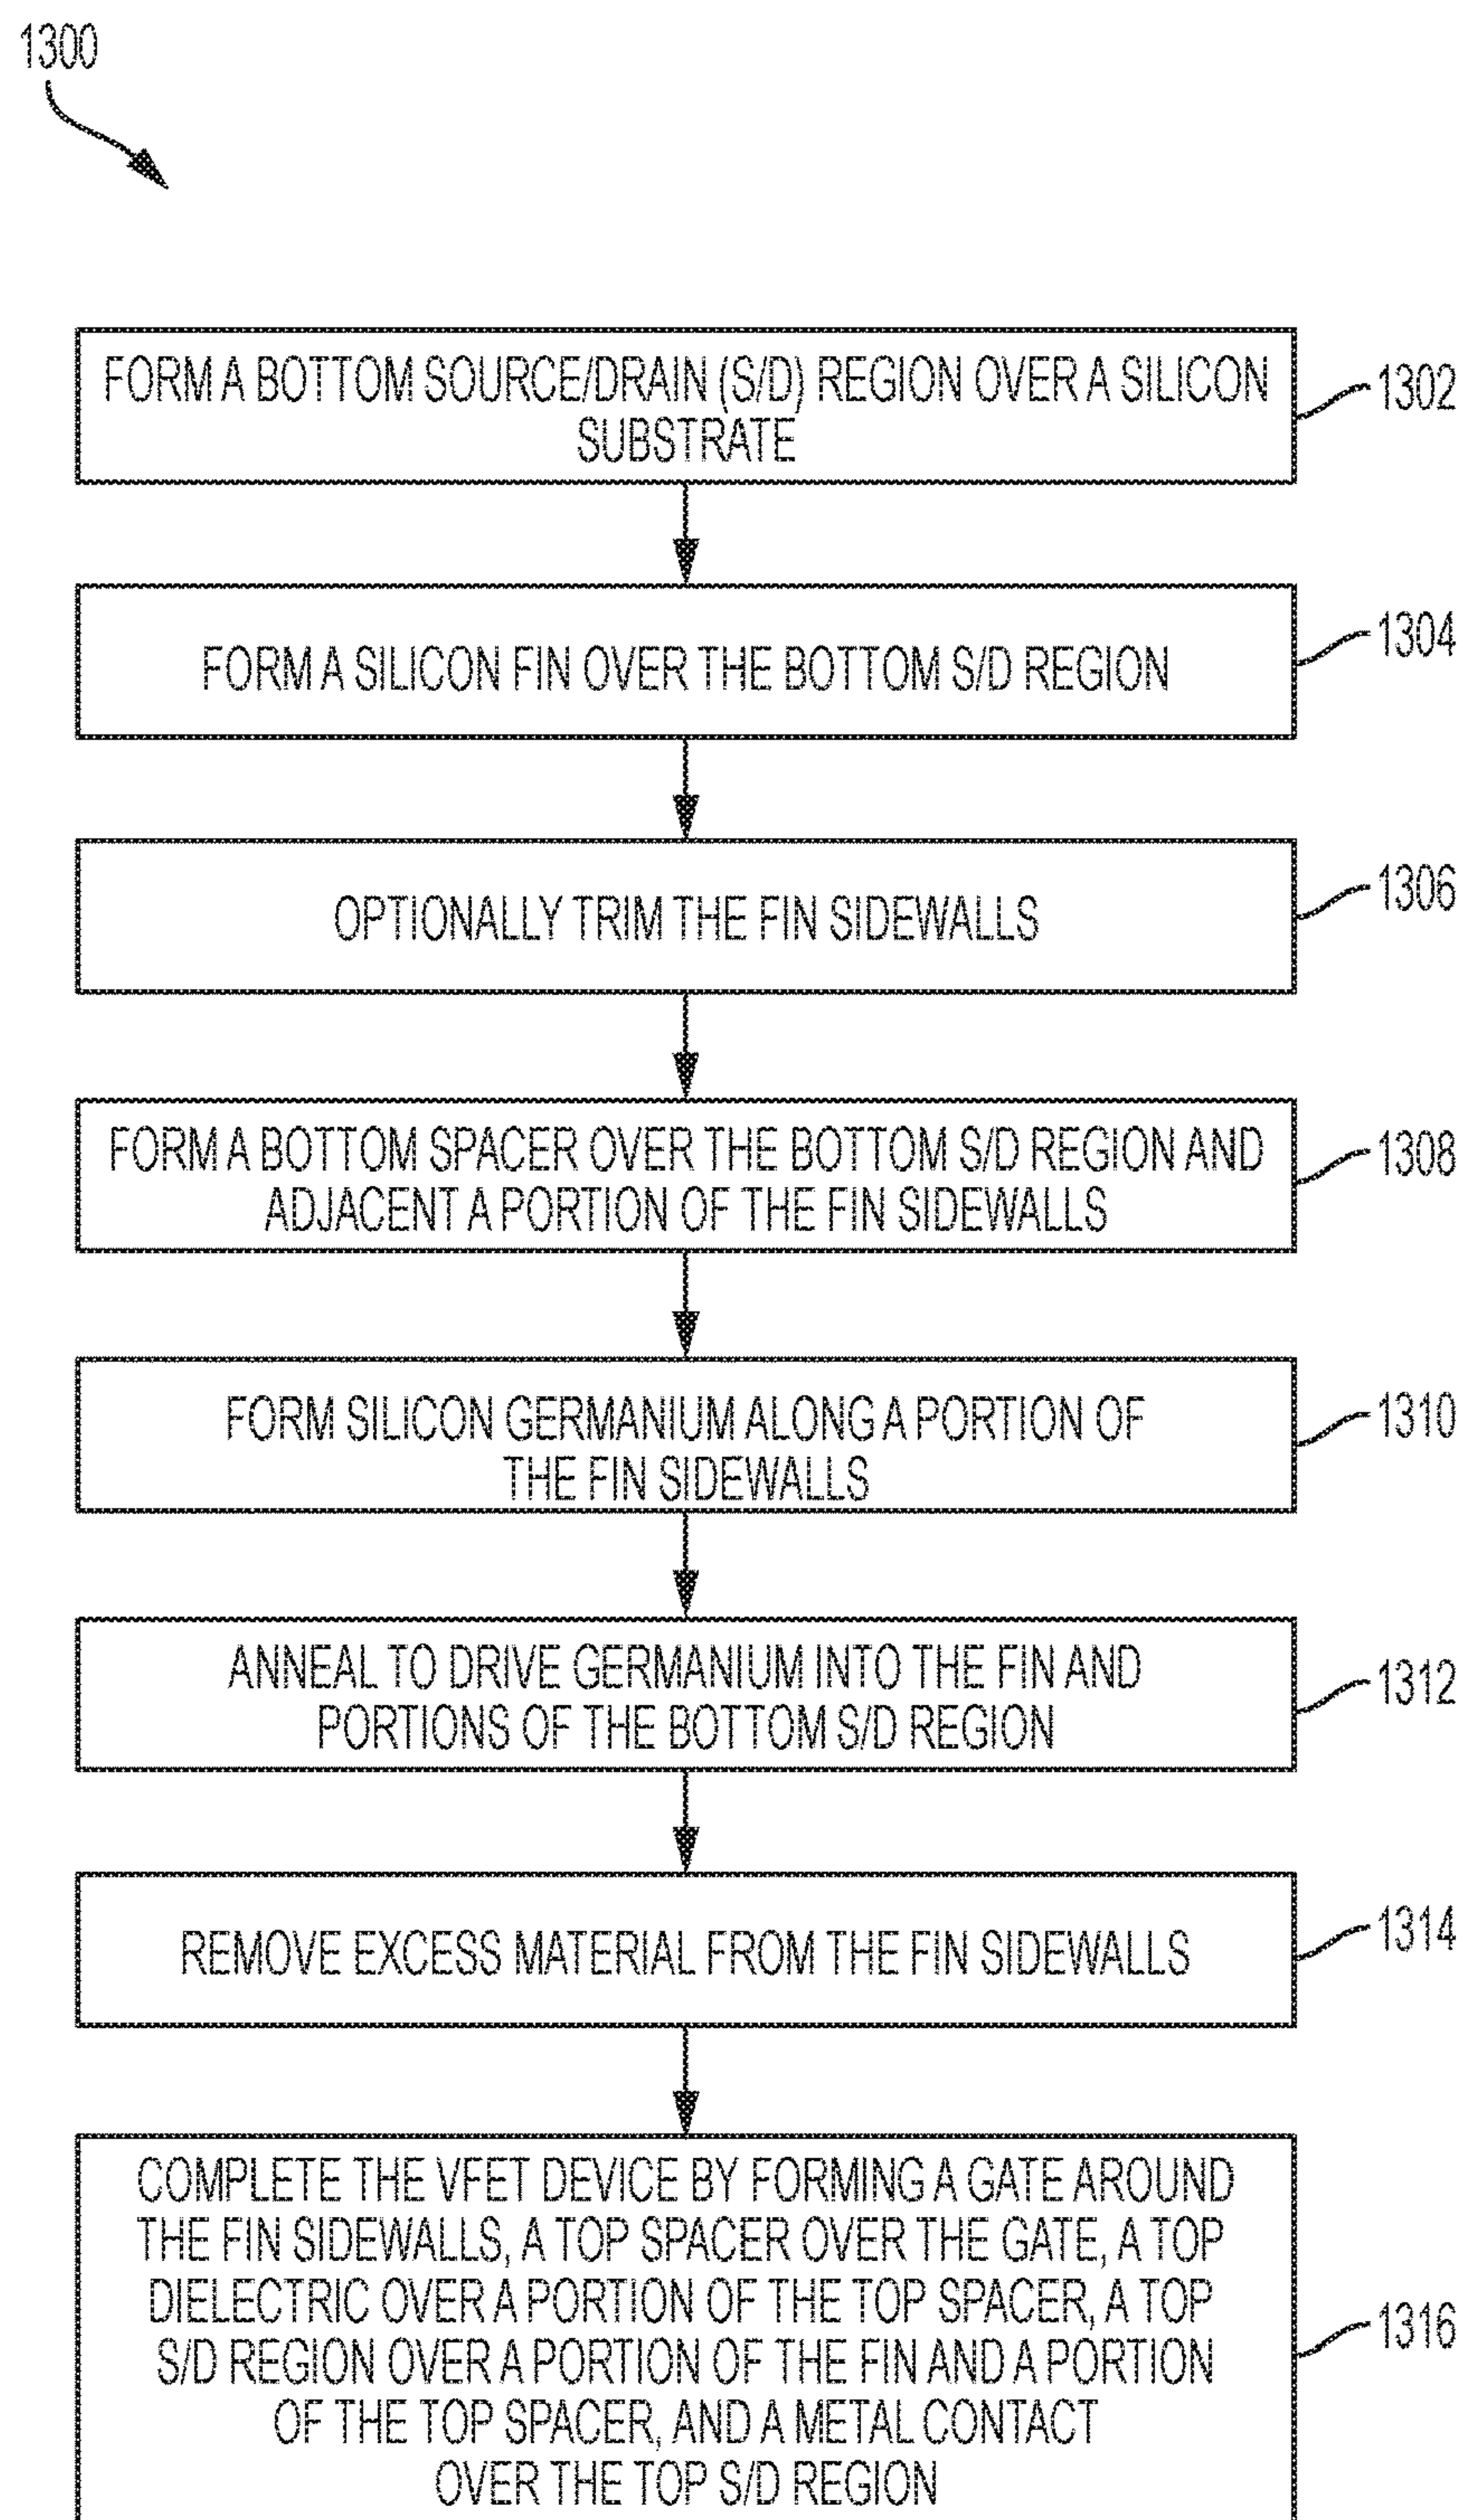 1300
FORM A BOTTOM SOURCE/DRAIN (S/D) REGION OVER A SILICON
SUBSTRATE
1302
FORM A SILICON FIN OVER THE BOTTOM S/D REGION
1304
OPTIONALLY TRIM THE FIN SIDEWALLS
1306
FORM A BOTTOM SPACER OVER THE BOTTOM S/D REGION AND
ADJACENT A PORTION OF THE FIN SIDEWALLS
1308
FORM SILICON GERMANIUM ALONG A PORTION OF
THE FIN SIDEWALLS
1310
ANNEAL TO DRIVE GERMANIUM INTO THE FIN AND
PORTIONS OF THE BOTTOM S/D REGION
1312
REMOVE EXCESS MATERIAL FROM THE FIN SIDEWALLS
1314
COMPLETE THE VFET DEVICE BY FORMING A GATE AROUND
THE FIN SIDEWALLS, A TOP SPACER OVER THE GATE, A TOP
DIELECTRIC OVER A PORTION OF THE TOP SPACER, A TOP
S/D REGION OVER A PORTION OF THE FIN AND A PORTION
OF THE TOP SPACER, AND A METAL CONTACT
OVER THE TOP S/D REGION
1316